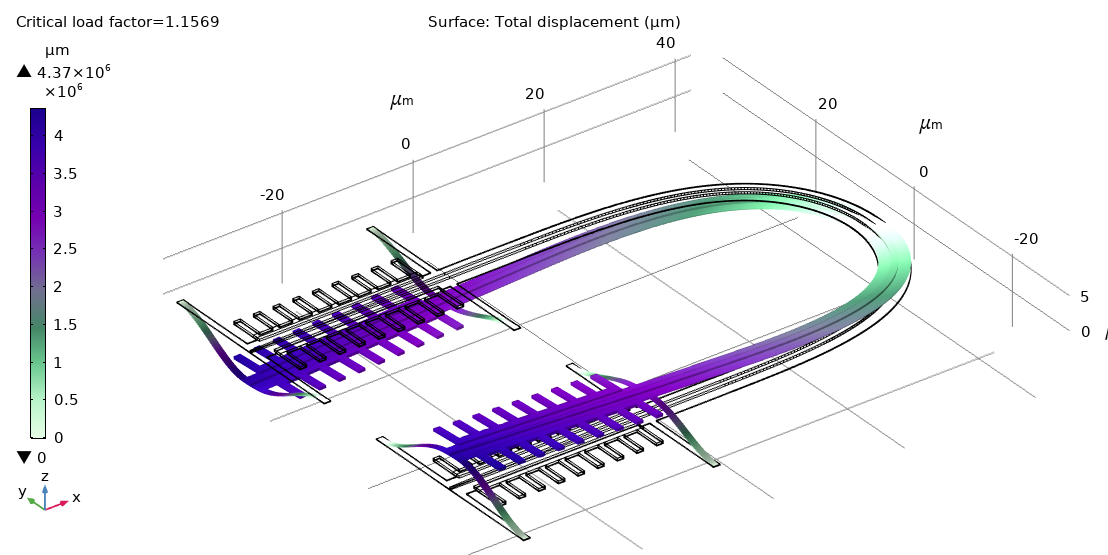 Critical load factor=1.1569
Surface: Total displacement (μm)
μm
▲ 4.37×10⁶
×10⁶
4
3.5
3
2.5
2
1.5
1
0.5
0
▼ 0
40
μm
20
0
-20
20
μm
0
-20
5
0
z
y
x